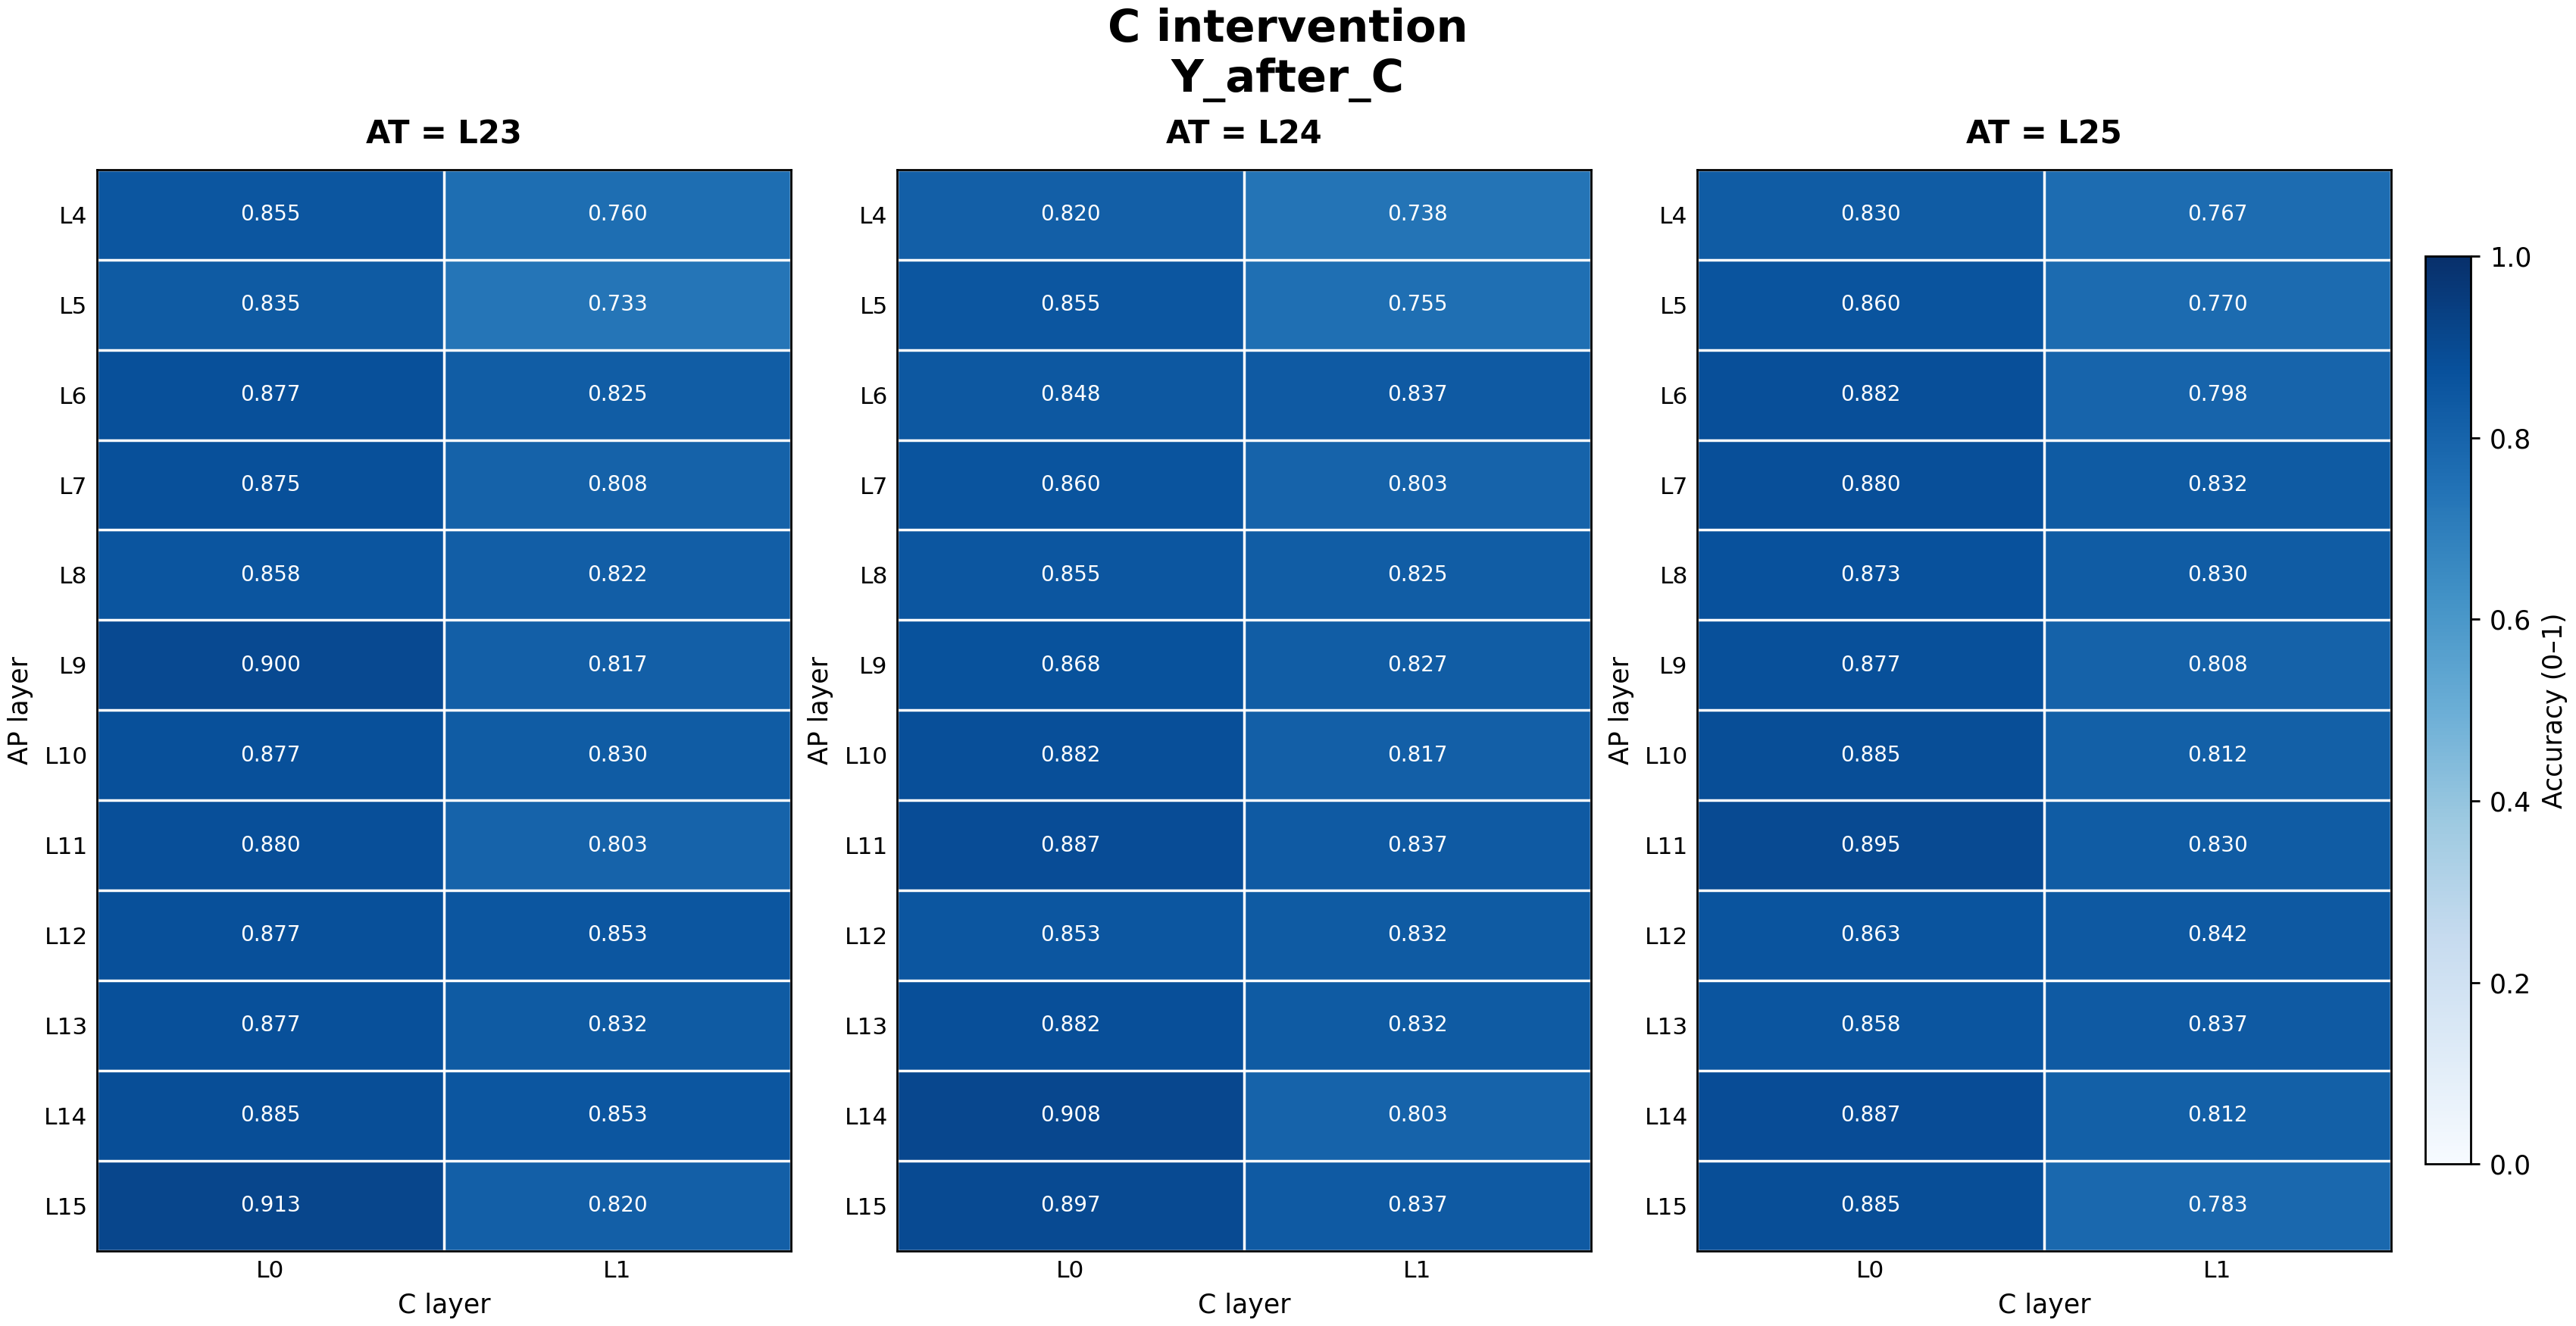 C intervention
Y_after_C
AT = L23
AT = L24
AT = L25
AP layer
L4 0.855 0.760
L5 0.835 0.733
L6 0.877 0.825
L7 0.875 0.808
L8 0.858 0.822
L9 0.900 0.817
L10 0.877 0.830
L11 0.880 0.803
L12 0.877 0.853
L13 0.877 0.832
L14 0.885 0.853
L15 0.913 0.820
L0 L1
C layer
AP layer
L4 0.820 0.738
L5 0.855 0.755
L6 0.848 0.837
L7 0.860 0.803
L8 0.855 0.825
L9 0.868 0.827
L10 0.882 0.817
L11 0.887 0.837
L12 0.853 0.832
L13 0.882 0.832
L14 0.908 0.803
L15 0.897 0.837
L0 L1
C layer
AP layer
L4 0.830 0.767
L5 0.860 0.770
L6 0.882 0.798
L7 0.880 0.832
L8 0.873 0.830
L9 0.877 0.808
L10 0.885 0.812
L11 0.895 0.830
L12 0.863 0.842
L13 0.858 0.837
L14 0.887 0.812
L15 0.885 0.783
L0 L1
C layer
1.0
0.8
0.6
0.4
0.2
0.0
Accuracy (0–1)